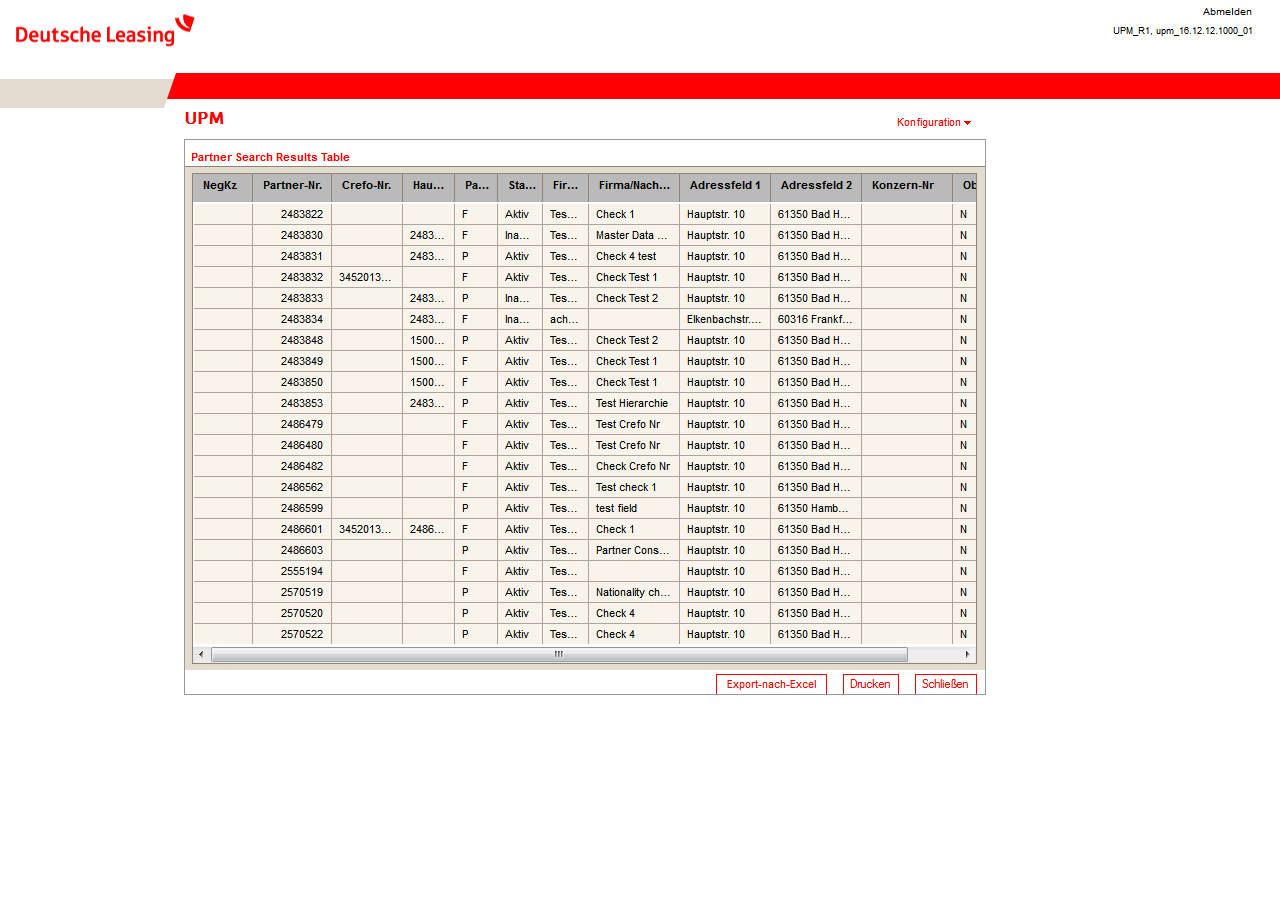 Abmelden
Deutsche Leasing
UPM_R1, upm_16.12.12.1000_01
UPM
Konfiguration
Partner Search Results Table
NegKz Partner-Nr. Crefo-Nr. Hau... Pa... Sta... Fir... Firma/Nach... Adressfeld 1 Adressfeld 2 Konzern-Nr Ob
2483822 F Aktiv Tes... Check 1 Hauptstr. 10 61350 Bad H... N
2483830 2483... F Ina... Tes... Master Data ... Hauptstr. 10 61350 Bad H... N
2483831 2483... P Aktiv Tes... Check 4 test Hauptstr. 10 61350 Bad H... N
2483832 3452013... F Aktiv Tes... Check Test 1 Hauptstr. 10 61350 Bad H... N
2483833 2483... P Ina... Tes... Check Test 2 Hauptstr. 10 61350 Bad H... N
2483834 2483... F Ina... ach... Elkenbachstr.... 60316 Frankf... N
2483848 1500... P Aktiv Tes... Check Test 2 Hauptstr. 10 61350 Bad H... N
2483849 1500... F Aktiv Tes... Check Test 1 Hauptstr. 10 61350 Bad H... N
2483850 1500... F Aktiv Tes... Check Test 1 Hauptstr. 10 61350 Bad H... N
2483853 2483... P Aktiv Tes... Test Hierarchie Hauptstr. 10 61350 Bad H... N
2486479 F Aktiv Tes... Test Crefo Nr Hauptstr. 10 61350 Bad H... N
2486480 F Aktiv Tes... Test Crefo Nr Hauptstr. 10 61350 Bad H... N
2486482 F Aktiv Tes... Check Crefo Nr Hauptstr. 10 61350 Bad H... N
2486562 F Aktiv Tes... Test check 1 Hauptstr. 10 61350 Bad H... N
2486599 P Aktiv Tes... test field Hauptstr. 10 61350 Hamb... N
2486601 3452013... 2486... F Aktiv Tes... Check 1 Hauptstr. 10 61350 Bad H... N
2486603 P Aktiv Tes... Partner Cons... Hauptstr. 10 61350 Bad H... N
2555194 F Aktiv Tes... Hauptstr. 10 61350 Bad H... N
2570519 P Aktiv Tes... Nationality ch... Hauptstr. 10 61350 Bad H... N
2570520 P Aktiv Tes... Check 4 Hauptstr. 10 61350 Bad H... N
2570522 P Aktiv Tes... Check 4 Hauptstr. 10 61350 Bad H... N
Export-nach-Excel Drucken Schließen